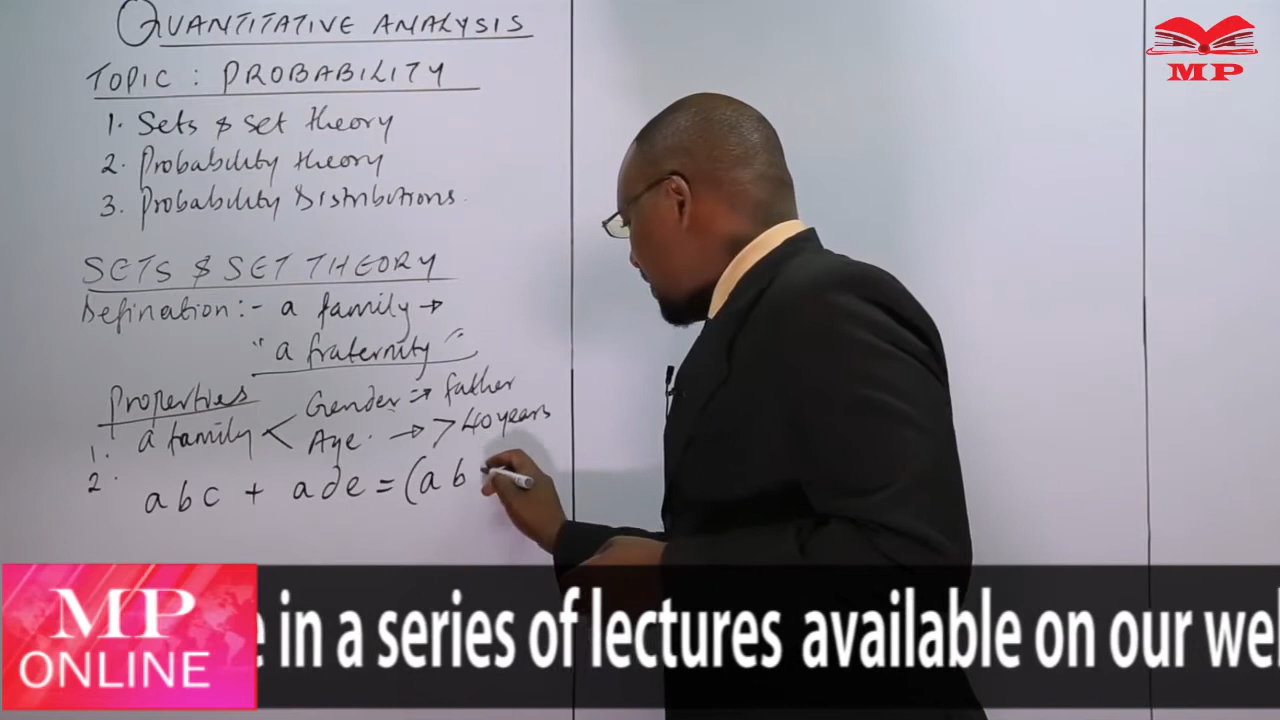 QUANTITATIVE ANALYSIS
TOPIC : PROBABILITY
1. Sets & Set theory
2. Probability theory
3. Probability Distributions.
SETS & SET THEORY
Defination :- a family →
"a fraternity"
Properties
Gender => father
1. a family < Age. → > 40 years
2. abc + ade = (a b
MP
MP
ONLINE
e in a series of lectures available on our we